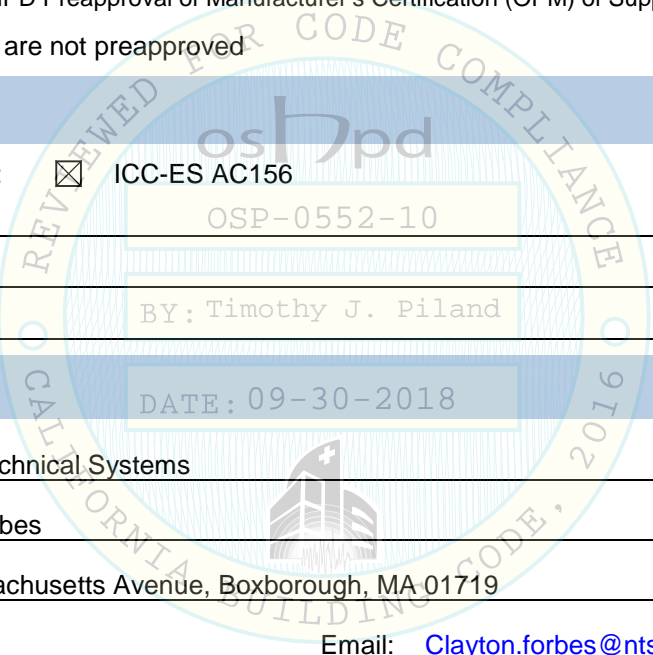 Preapproval of Manufacturer's Certification (OPM) of Supp
are not preapproved
REVIEWED FOR CODE COMPLIANCE
oshpd
☒ ICC-ES AC156
OSP-0552-10
BY: Timothy J. Piland
DATE: 09-30-2018
chnical Systems
bes
achusetts Avenue, Boxborough, MA 01719
CALIFORNIA BUILDING CODE, 2016
Email: Clayton.forbes@nts